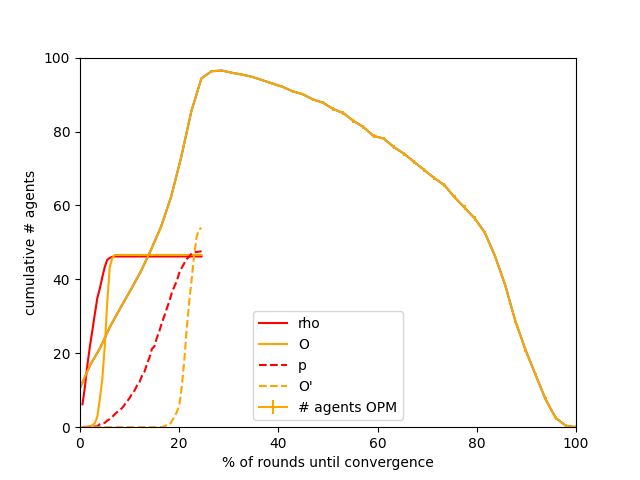 100
80
60
40
20
0
cumulative # agents
rho
O
p
O'
# agents OPM
0 20 40 60 80 100
% of rounds until convergence